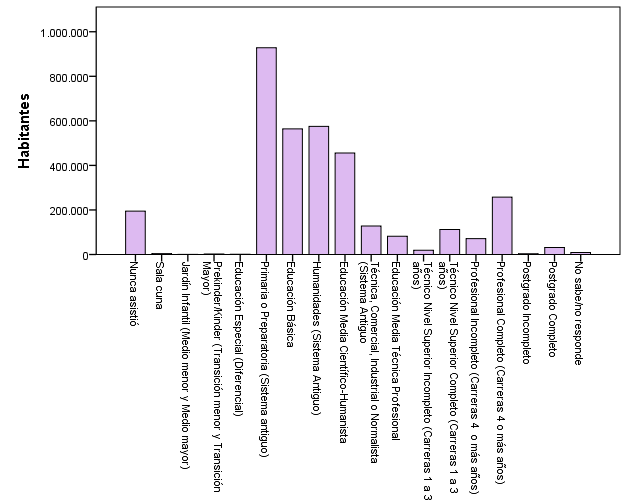 Habitantes
1.000.000
800.000
600.000
400.000
200.000
0
Nunca asistió
Sala cuna
Jardín Infantil (Medio menor y Medio mayor)
Prekinder/Kinder (Transición menor y Transición
Mayor)
Educación Especial (Diferencial)
Primaria o Preparatoria (Sistema antiguo)
Educación Básica
Humanidades (Sistema Antiguo)
Educación Media Científico-Humanista
Técnica, Comercial, Industrial o Normalista
(Sistema Antiguo
Educación Media Técnica Profesional
Técnico Nivel Superior Incompleto (Carreras 1 a 3
años)
Técnico Nivel Superior Completo (Carreras 1 a 3
años)
Profesional Incompleto (Carreras 4 o más años)
Profesional Completo (Carreras 4 o más años)
Postgrado Incompleto
Postgrado Completo
No sabe/no responde